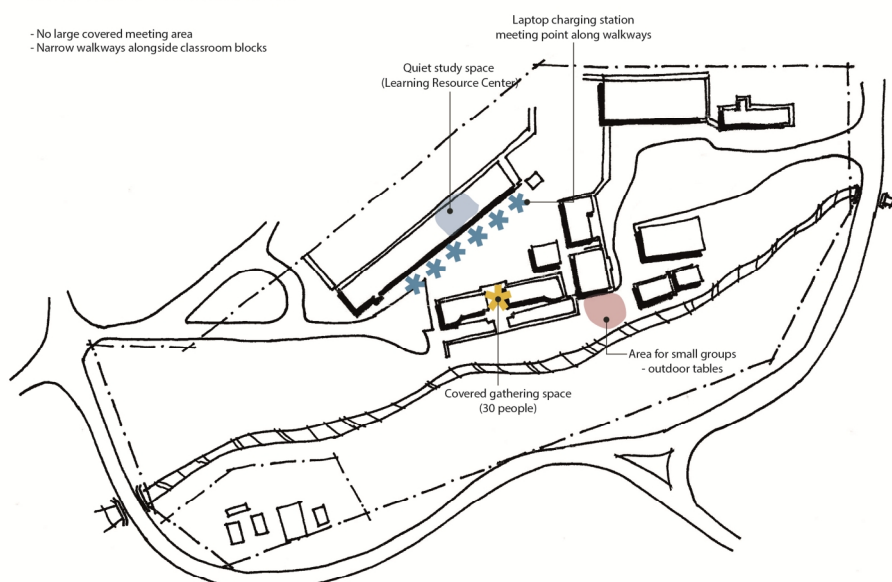 - No large covered meeting area
- Narrow walkways alongside classroom blocks
Laptop charging station
meeting point along walkways
Quiet study space
(Learning Resource Center)
Area for small groups
- outdoor tables
Covered gathering space
(30 people)